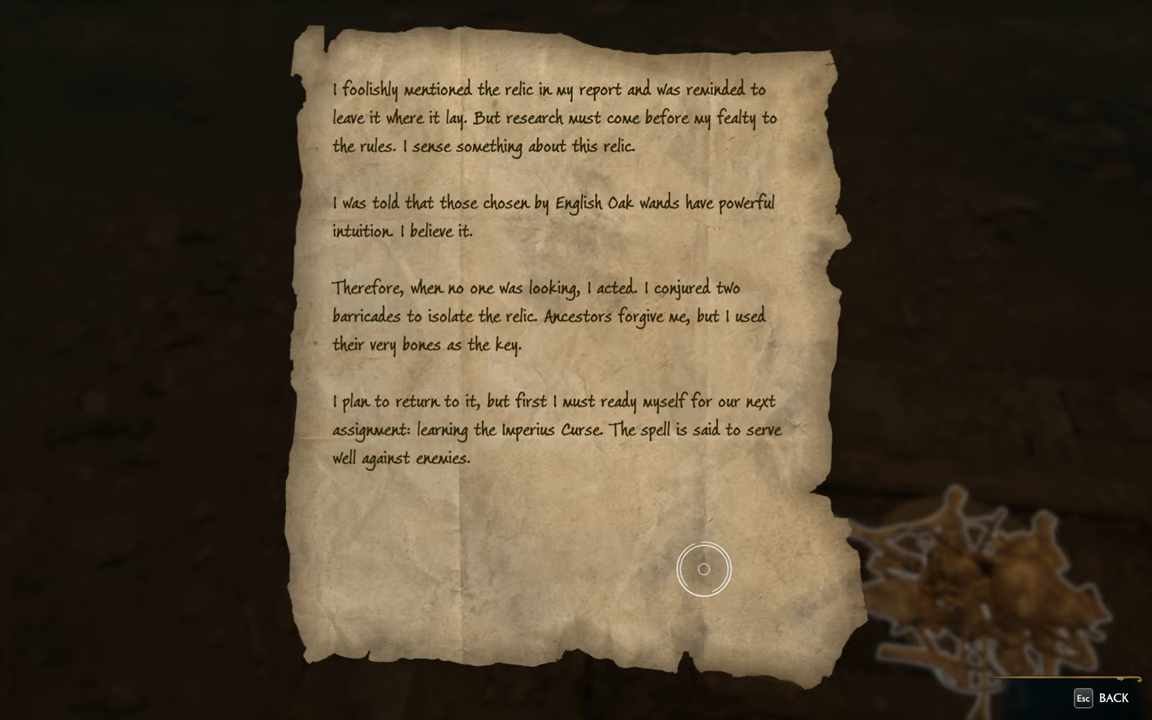 I foolishly mentioned the relic in my report and was reminded to
leave it where it lay. But research must come before my fealty to
the rules. I sense something about this relic.
I was told that those chosen by English Oak wands have powerful
intuition. I believe it.
Therefore, when no one was looking, I acted. I conjured two
barricades to isolate the relic. Ancestors forgive me, but I used
their very bones as the key.
I plan to return to it, but first I must ready myself for our next
assignment: learning the Imperius Curse. The spell is said to serve
well against enemies.
Esc BACK